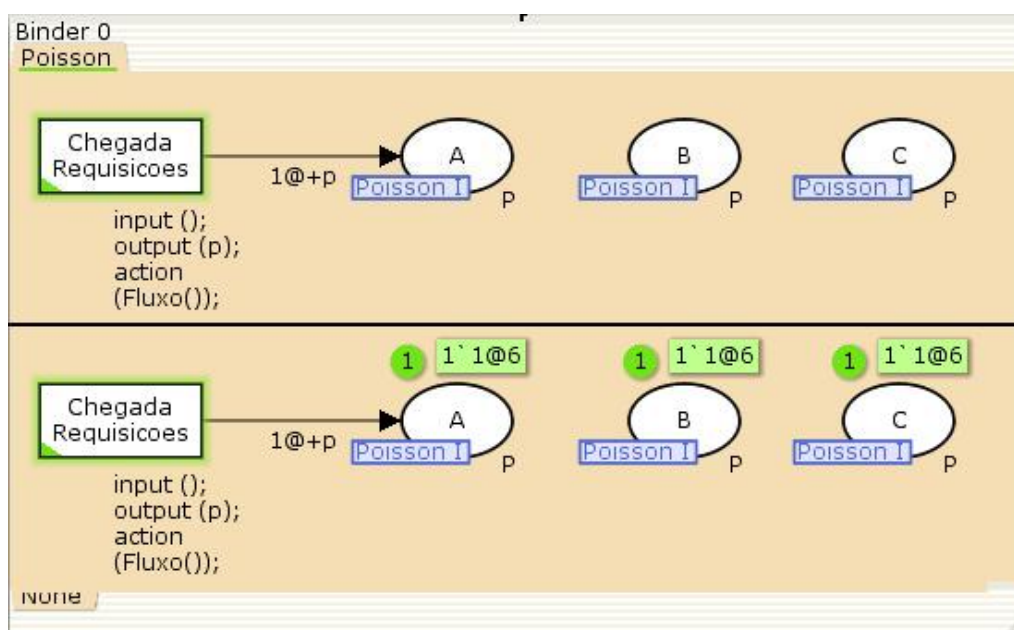 Binder 0
Poisson
Chegada
Requisicoes
1@+p
A
Poisson I
P
B
Poisson I
P
C
Poisson I
P
input ();
output (p);
action
(Fluxo());
1 1`1@6
1 1`1@6
1 1`1@6
Chegada
Requisicoes
1@+p
A
Poisson I
P
B
Poisson I
P
C
Poisson I
P
input ();
output (p);
action
(Fluxo());
None